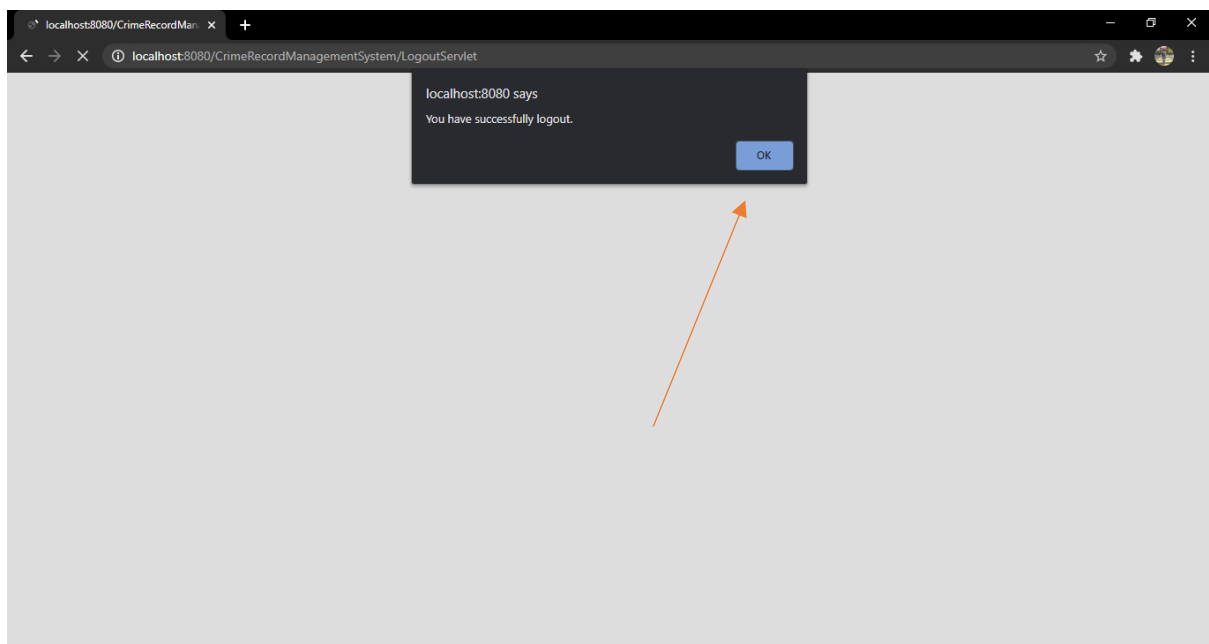 localhost:8080/CrimeRecordMan
localhost:8080/CrimeRecordManagementSystem/LogoutServlet
localhost:8080 says
You have successfully logout.
OK